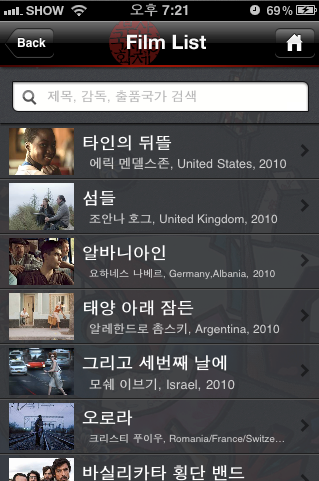 SHOW 오후 7:21 69%
Back Film List
제목, 감독, 출품국가 검색
타인의 뒤뜰
에릭 멘델스존, United States, 2010
섬들
조안나 호그, United Kingdom, 2010
알바니아인
요하네스 나베르, Germany,Albania, 2010
태양 아래 잠든
알레한드로 촘스키, Argentina, 2010
그리고 세번째 날에
모쉐 이브기, Israel, 2010
오로라
크리스티 푸이우, Romania/France/Switze…
바실리카타 횡단 밴드